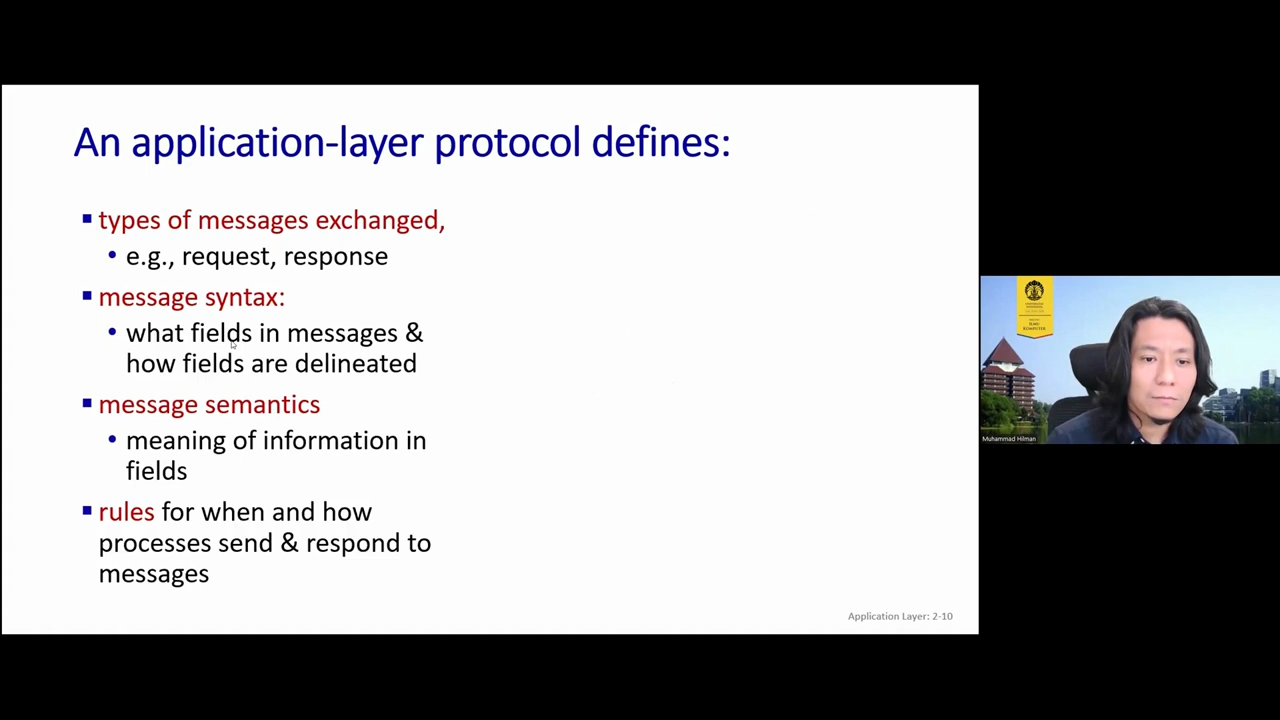 An application-layer protocol defines:
types of messages exchanged,
e.g., request, response
message syntax:
what fields in messages &
how fields are delineated
message semantics
meaning of information in
fields
rules for when and how
processes send & respond to
messages
Application Layer: 2-10
ILMU
KOMPUTER
Muhammad Hilman